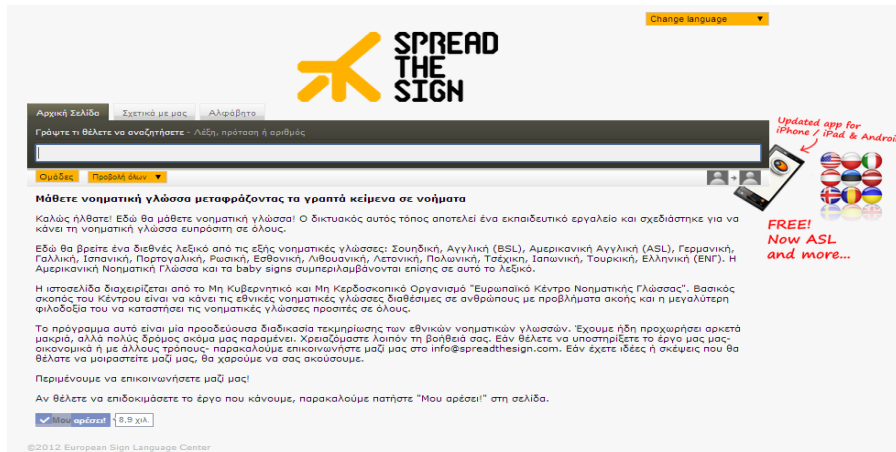 Change language
SPREAD
THE
SIGN
Αρχική Σελίδα Σχετικά με μας Αλφάβητο
Γράψτε τι θέλετε να αναζητήσετε - Λέξη, πρόταση ή αριθμός
Ομάδες Προβολή όλων
Updated app for
iPhone / iPad & Android
FREE!
Now ASL
and more...
Μάθετε νοηματική γλώσσα μεταφράζοντας τα γραπτά κείμενα σε νοήματα
Καλώς ήλθατε! Εδώ θα μάθετε νοηματική γλώσσα! Ο δικτυακός αυτός τόπος αποτελεί ένα εκπαιδευτικό εργαλείο και σχεδιάστηκε για να
κάνει τη νοηματική γλώσσα ευπρόσιτη σε όλους.
Εδώ θα βρείτε ένα διεθνές λεξικό από τις εξής νοηματικές γλώσσες: Σουηδική, Αγγλική (BSL), Αμερικανική Αγγλική (ASL), Γερμανική,
Γαλλική, Ισπανική, Πορτογαλική, Ρωσική, Εσθονική, Λιθουανική, Λετονική, Πολωνική, Τσέχικη, Ιαπωνική, Τουρκική, Ελληνική (ΕΝΓ). Η
Αμερικανική Νοηματική Γλώσσα και τα baby signs συμπεριλαμβάνονται επίσης σε αυτό το λεξικό.
Η ιστοσελίδα διαχειρίζεται από το Μη Κυβερνητικό και Μη Κερδοσκοπικό Οργανισμό "Ευρωπαϊκό Κέντρο Νοηματικής Γλώσσας". Βασικός
σκοπός του Κέντρου είναι να κάνει τις εθνικές νοηματικές γλώσσες διαθέσιμες σε ανθρώπους με προβλήματα ακοής και η μεγαλύτερη
φιλοδοξία του να καταστήσει τις νοηματικές γλώσσες προσιτές σε όλους.
Το πρόγραμμα αυτό είναι μία προοδεύουσα διαδικασία τεκμηρίωσης των εθνικών νοηματικών γλωσσών. Έχουμε ήδη προχωρήσει αρκετά
μακριά, αλλά πολύς δρόμος ακόμα μας παραμένει. Χρειαζόμαστε λοιπόν τη βοήθειά σας. Εάν θέλετε να υποστηρίξετε το έργο μας μας-
οικονομικά ή με άλλους τρόπους- παρακαλούμε επικοινωνήστε μαζί μας στο info@spreadthesign.com. Εάν έχετε ιδέες ή σκέψεις που θα
θέλατε να μοιραστείτε μαζί μας, θα χαρούμε να σας ακούσουμε.
Περιμένουμε να επικοινωνήσετε μαζί μας!
Αν θέλετε να επιδοκιμάσετε το έργο που κάνουμε, παρακαλούμε πατήστε "Μου αρέσει!" στη σελίδα.
Μου αρέσει! 8,9 χιλ.
©2012 European Sign Language Center